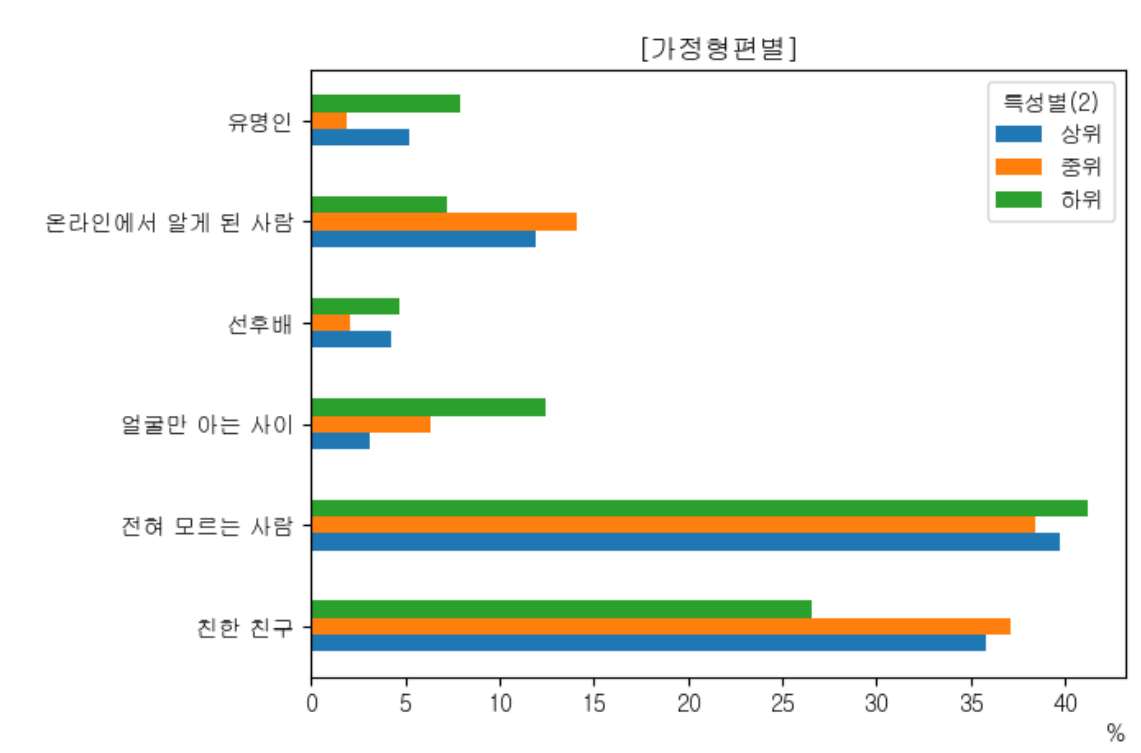 [가정형편별]
특성별(2)
상위
중위
하위
유명인
온라인에서 알게 된 사람
선후배
얼굴만 아는 사이
전혀 모르는 사람
친한 친구
0 5 10 15 20 25 30 35 40
%